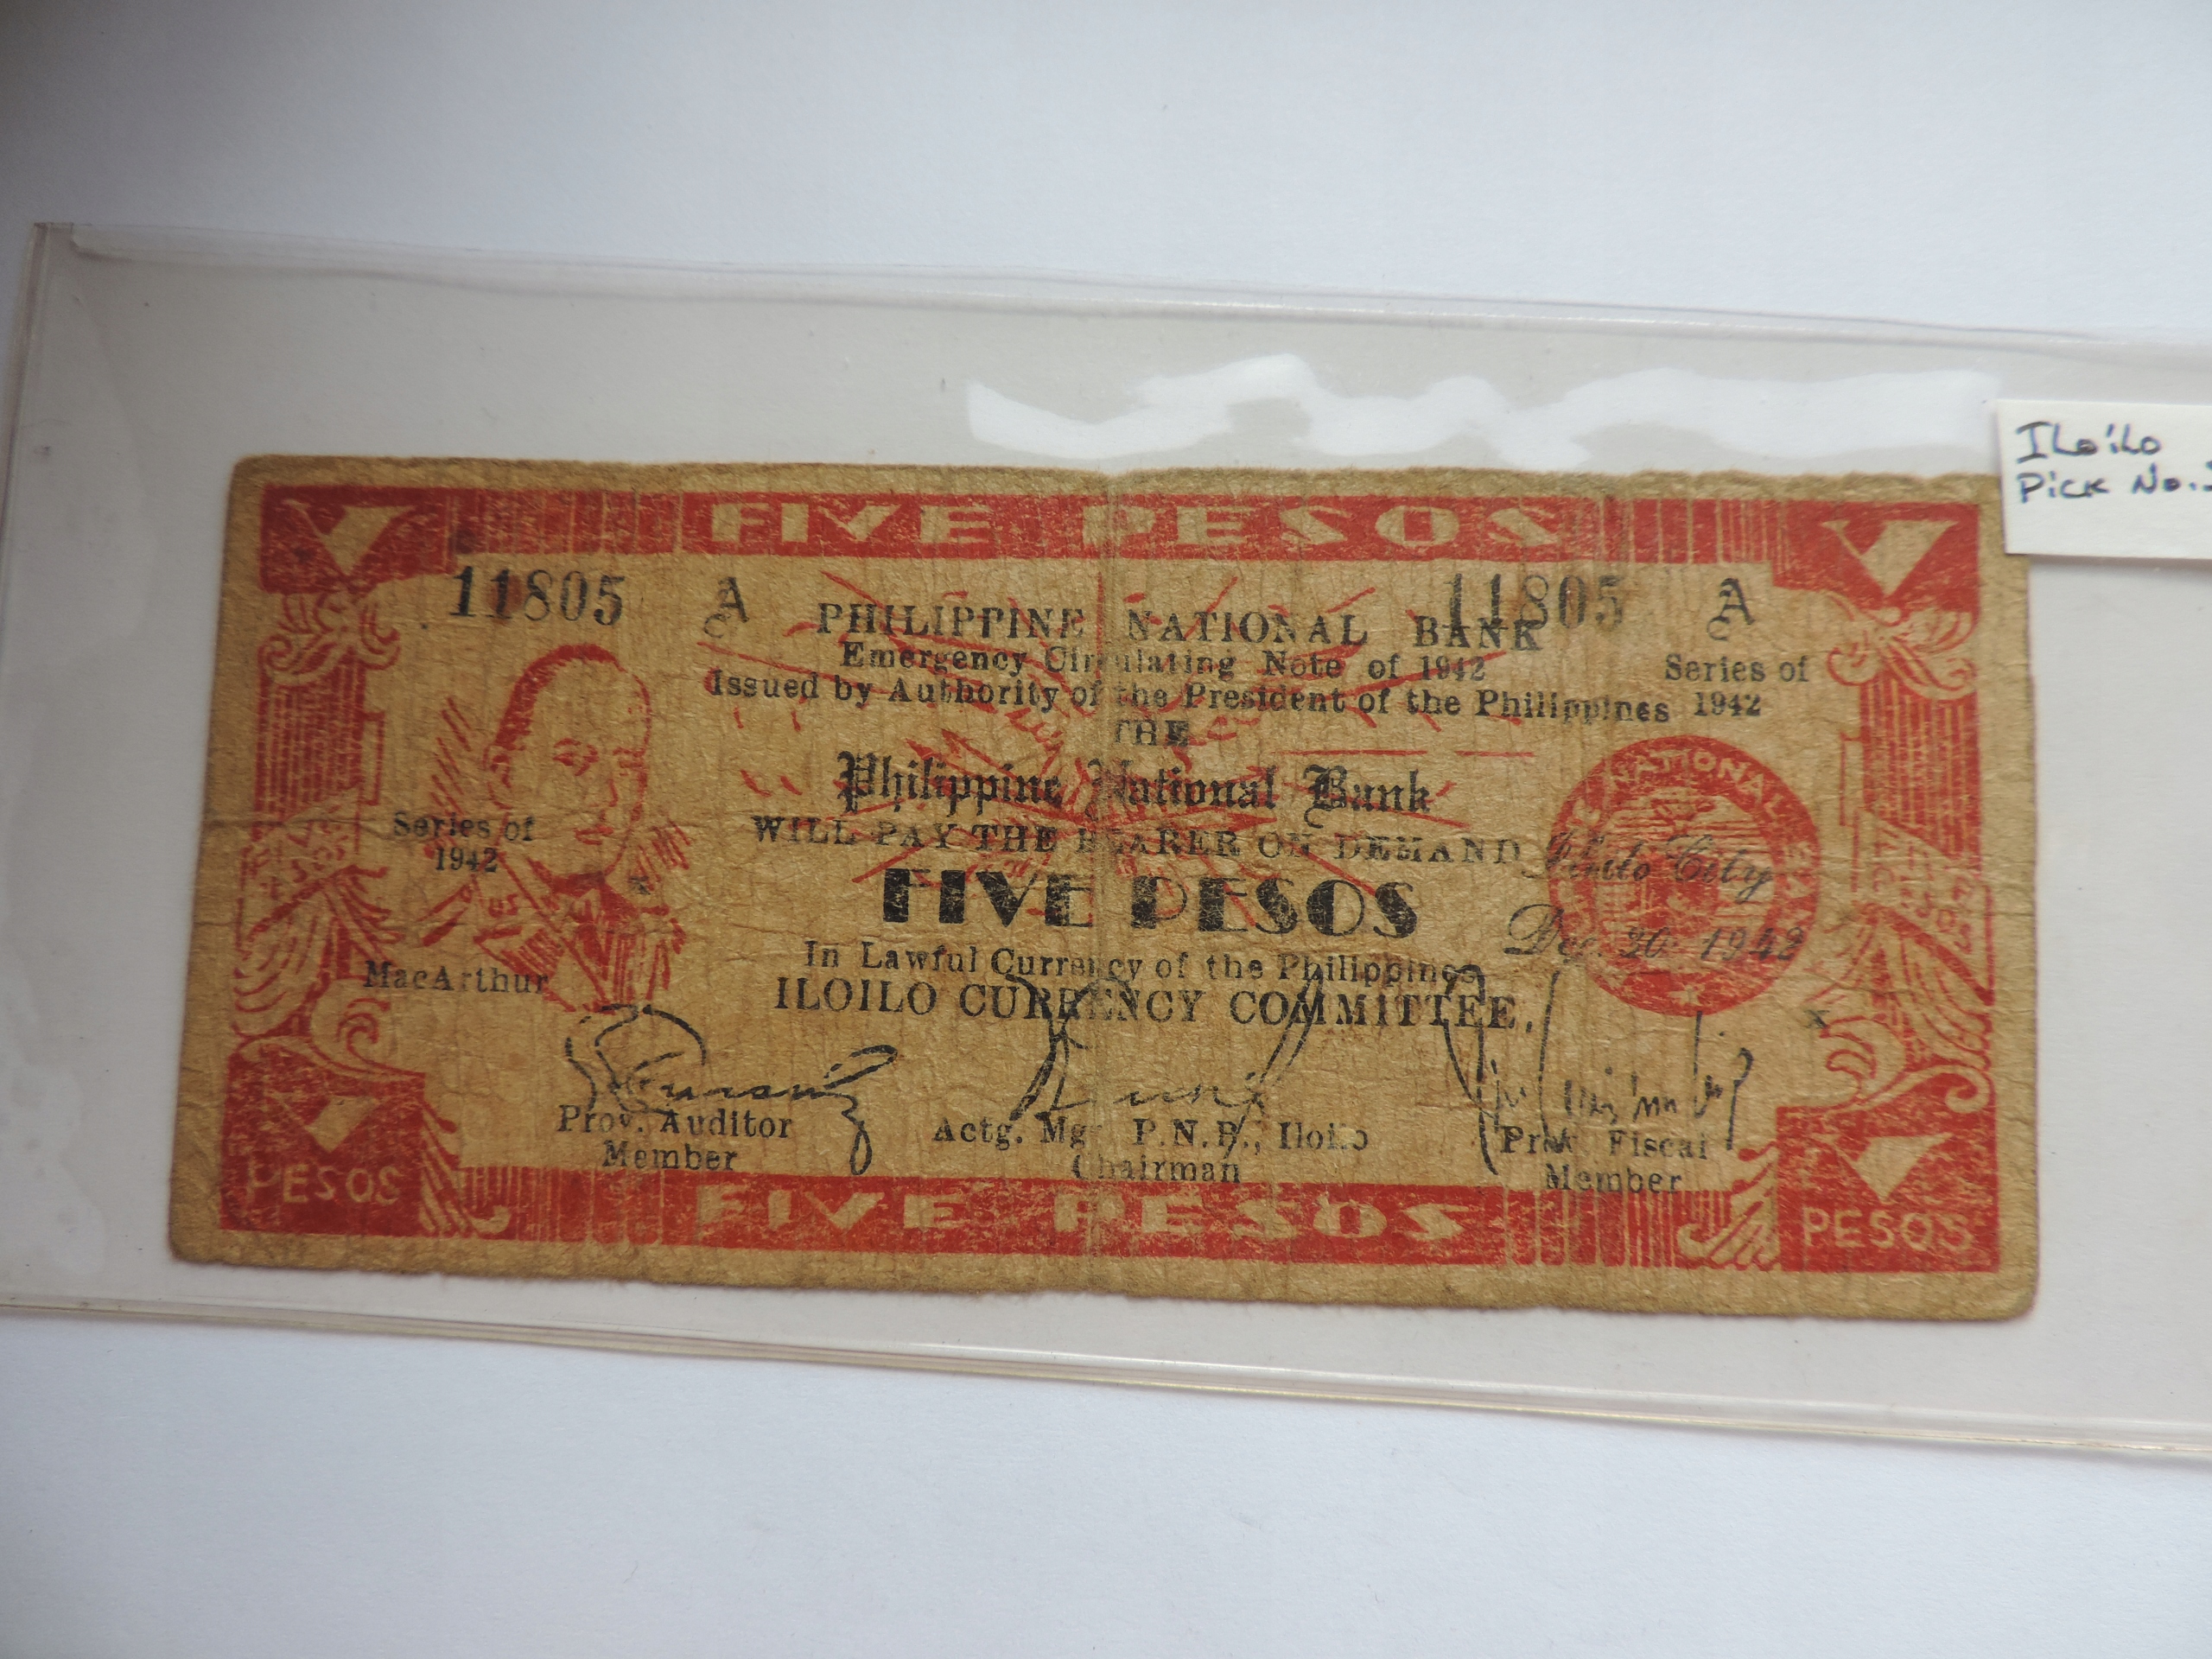 ILoiLo
Pick No.
V FIVE PESOS V
11805 A 11805 A
PHILIPPINE NATIONAL BANK
Emergency Circulating Note of 1942
Issued by Authority of the President of the Philippines
Series of
1942
THE
Philippine National Bank
WILL PAY THE BEARER ON DEMAND
FIVE PESOS
In Lawful Currency of the Philippines
ILOILO CURRENCY COMMITTEE.
Series of
1942
MacArthur
NATIONAL
Iloilo City
Dec. 20 1942
Prov. Auditor
Member
Actg. Mgr P.N.B., Iloilo
Chairman
Prov. Fiscal
Member
V
PESOS
FIVE PESOS
V
PESOS